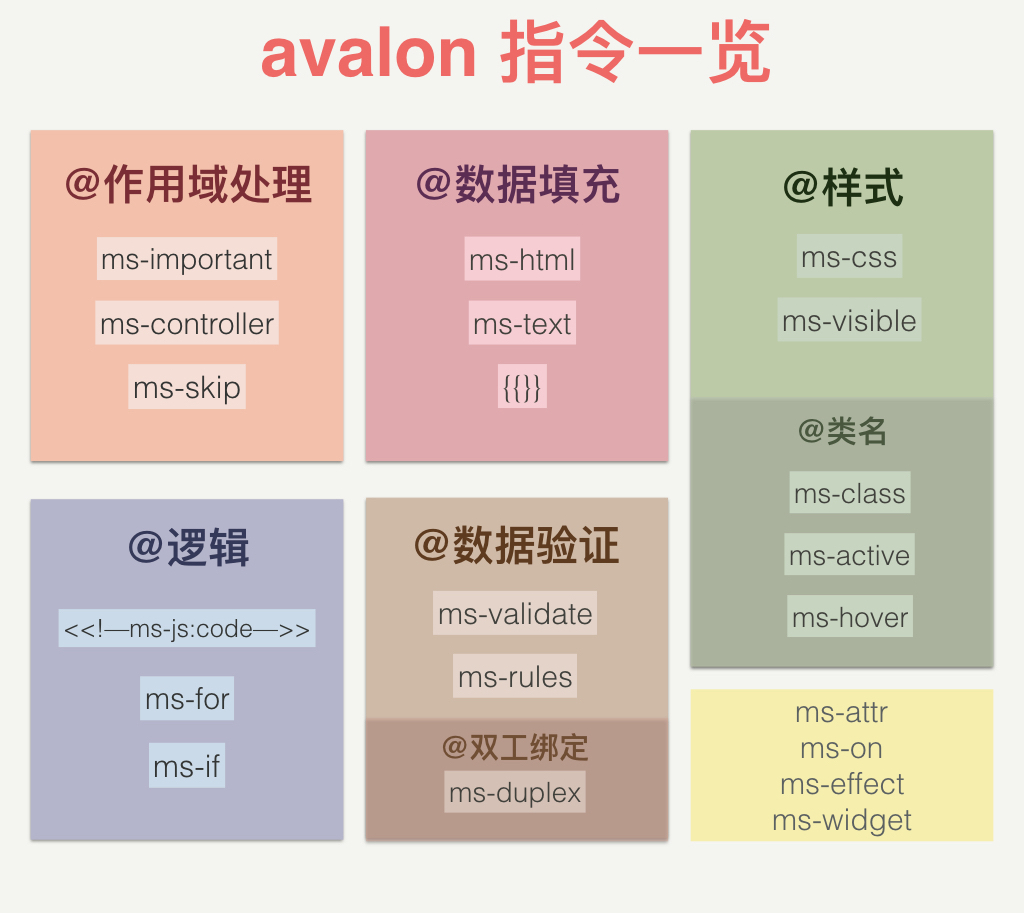 avalon 指令一览
@作用域处理
ms-important
ms-controller
ms-skip
@数据填充
ms-html
ms-text
{{}}
@样式
ms-css
ms-visible
@类名
ms-class
ms-active
ms-hover
@逻辑
<<!—ms-js:code—>>
ms-for
ms-if
@数据验证
ms-validate
ms-rules
@双工绑定
ms-duplex
ms-attr
ms-on
ms-effect
ms-widget